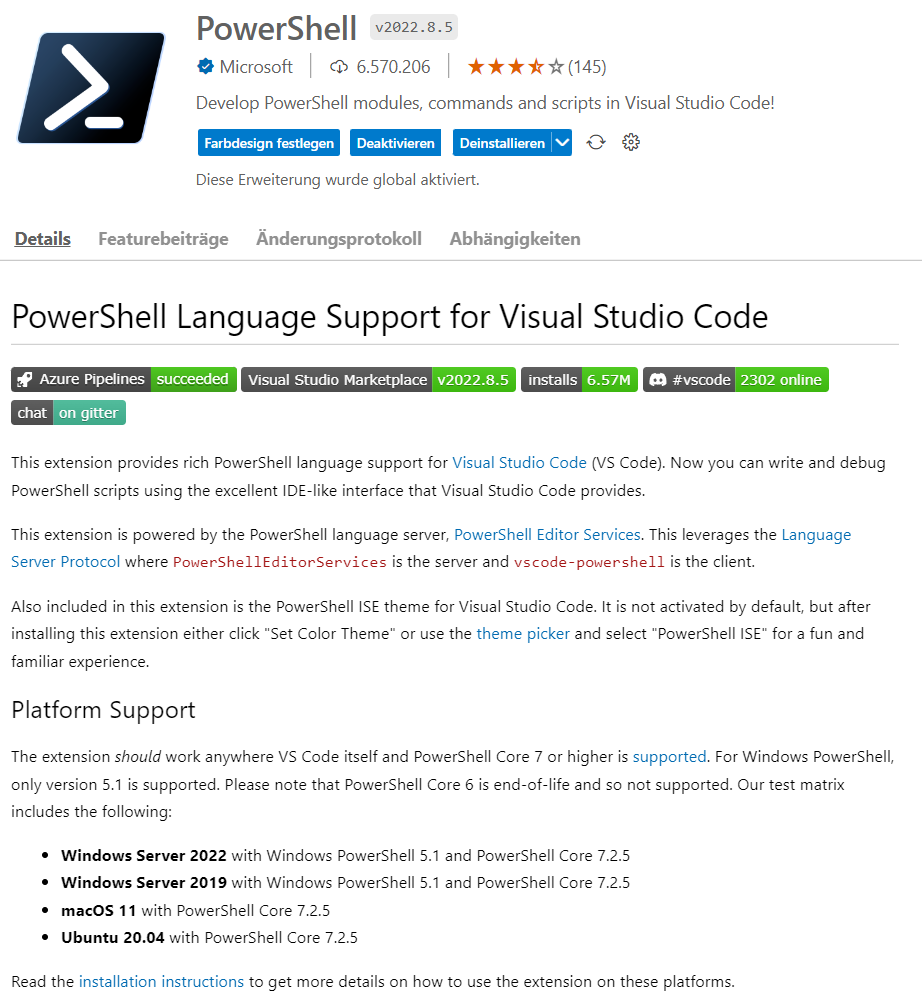 PowerShell v2022.8.5
Microsoft 6.570.206 (145)
Develop PowerShell modules, commands and scripts in Visual Studio Code!
Farbdesign festlegen Deaktivieren Deinstallieren
Diese Erweiterung wurde global aktiviert.
Details Featurebeiträge Änderungsprotokoll Abhängigkeiten
PowerShell Language Support for Visual Studio Code
Azure Pipelines succeeded Visual Studio Marketplace v2022.8.5 installs 6.57M #vscode 2302 online
chat on gitter
This extension provides rich PowerShell language support for Visual Studio Code (VS Code). Now you can write and debug
PowerShell scripts using the excellent IDE-like interface that Visual Studio Code provides.
This extension is powered by the PowerShell language server, PowerShell Editor Services. This leverages the Language
Server Protocol where PowerShellEditorServices is the server and vscode-powershell is the client.
Also included in this extension is the PowerShell ISE theme for Visual Studio Code. It is not activated by default, but after
installing this extension either click "Set Color Theme" or use the theme picker and select "PowerShell ISE" for a fun and
familiar experience.
Platform Support
The extension should work anywhere VS Code itself and PowerShell Core 7 or higher is supported. For Windows PowerShell,
only version 5.1 is supported. Please note that PowerShell Core 6 is end-of-life and so not supported. Our test matrix
includes the following:
• Windows Server 2022 with Windows PowerShell 5.1 and PowerShell Core 7.2.5
• Windows Server 2019 with Windows PowerShell 5.1 and PowerShell Core 7.2.5
• macOS 11 with PowerShell Core 7.2.5
• Ubuntu 20.04 with PowerShell Core 7.2.5
Read the installation instructions to get more details on how to use the extension on these platforms.